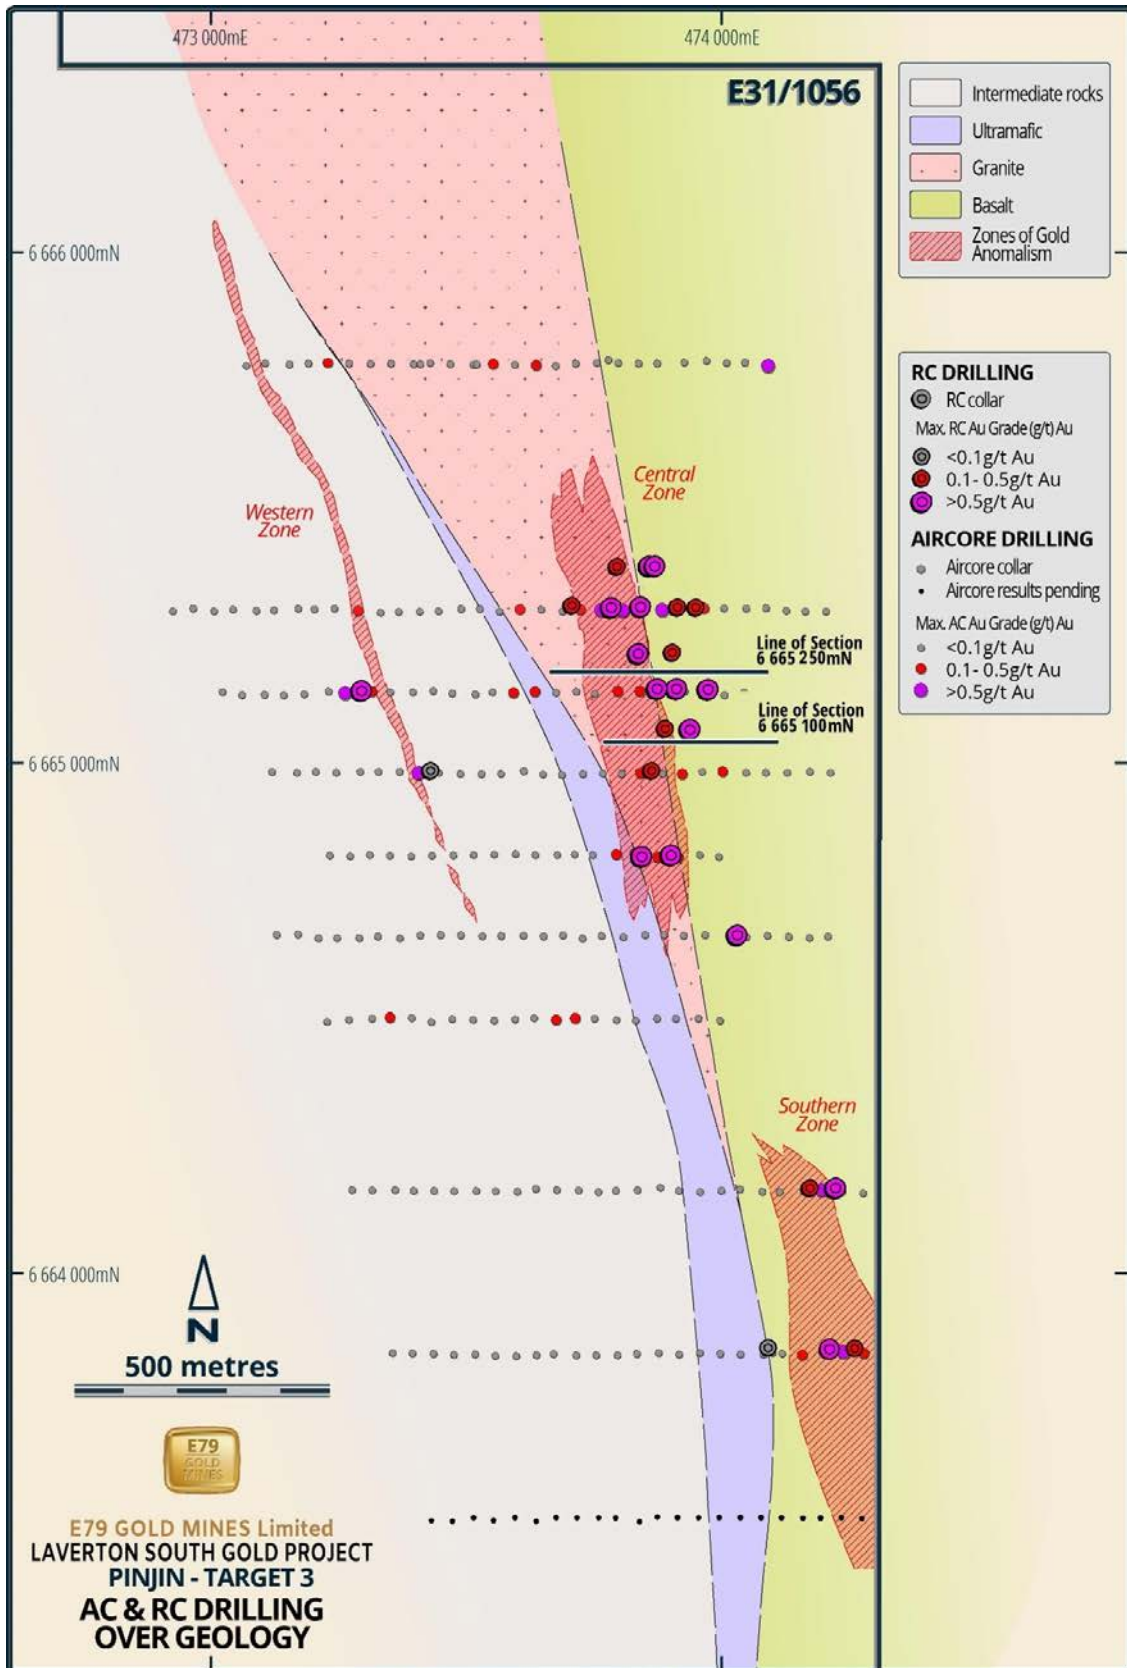 473 000mE
474 000mE
E31/1056
Intermediate rocks
Ultramafic
Granite
Basalt
Zones of Gold
Anomalism
6 666 000mN
RC DRILLING
RC collar
Max. RC Au Grade (g/t) Au
<0.1g/t Au
0.1- 0.5g/t Au
>0.5g/t Au
AIRCORE DRILLING
Aircore collar
Aircore results pending
Max. AC Au Grade (g/t) Au
<0.1g/t Au
0.1- 0.5g/t Au
>0.5g/t Au
Central
Zone
Western
Zone
Line of Section
6 665 250mN
Line of Section
6 665 100mN
6 665 000mN
Southern
Zone
6 664 000mN
N
500 metres
E79
GOLD
MINES
E79 GOLD MINES Limited
LAVERTON SOUTH GOLD PROJECT
PINJIN - TARGET 3
AC & RC DRILLING
OVER GEOLOGY